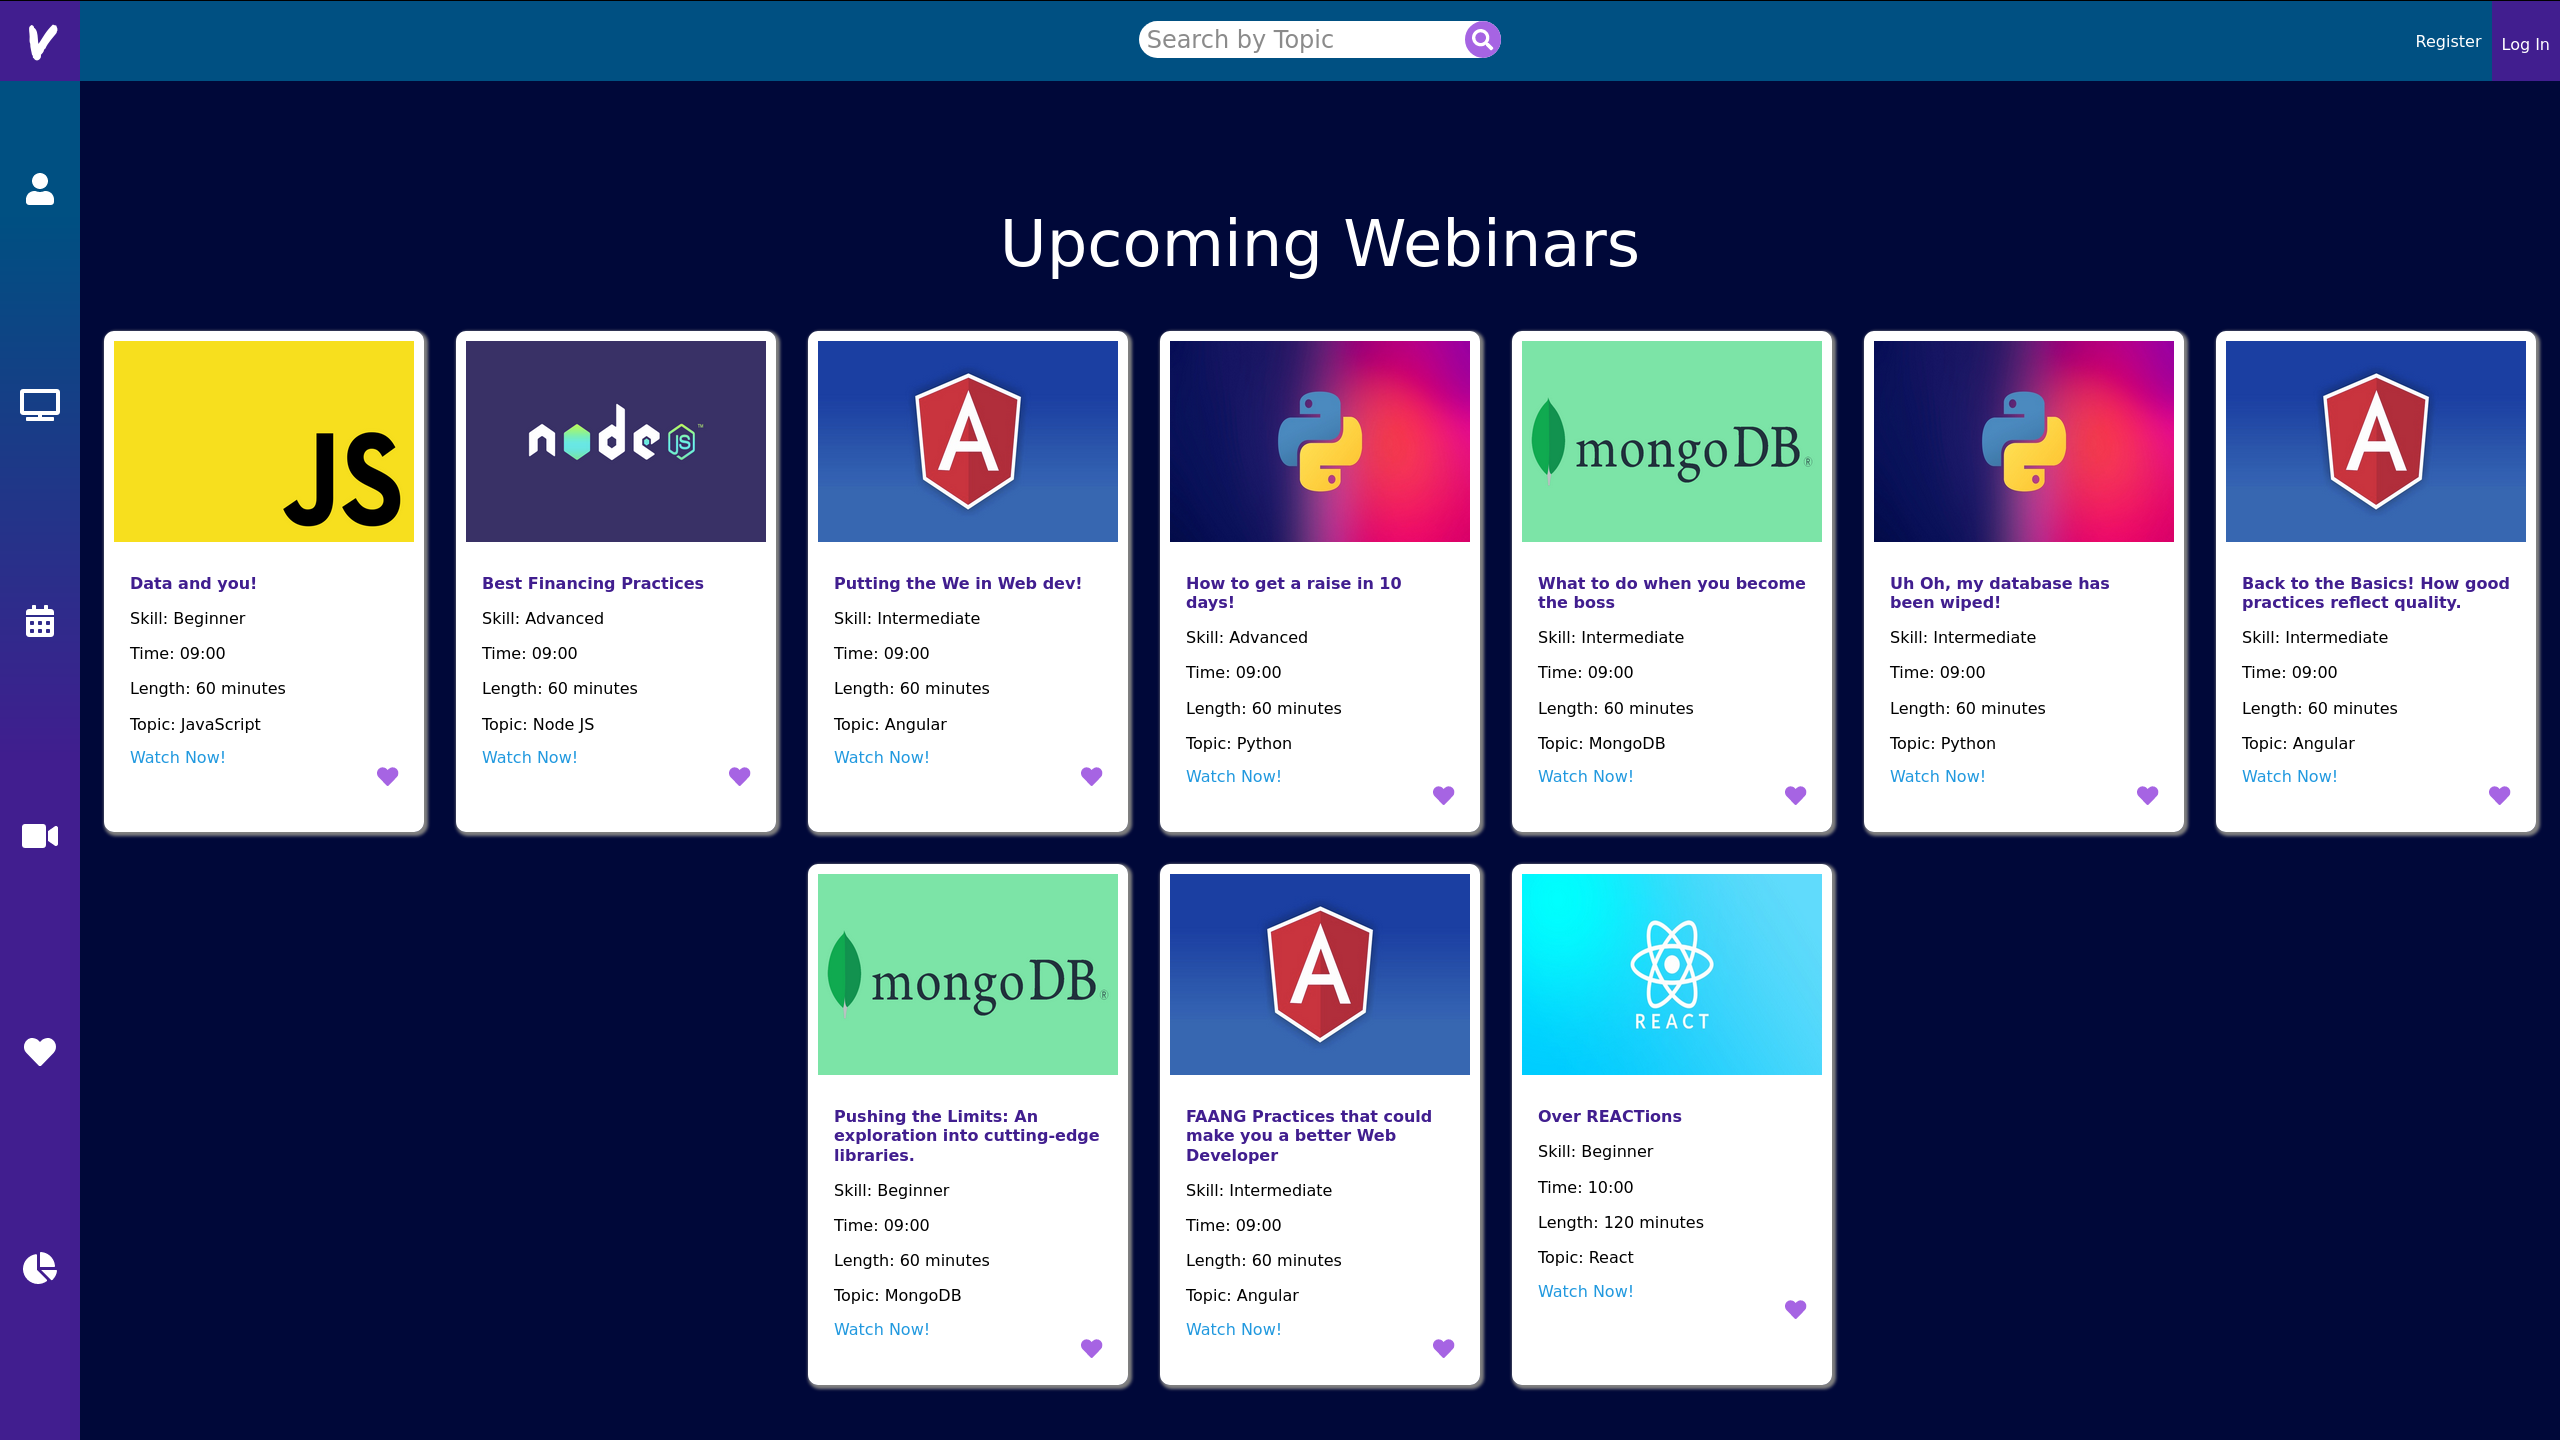 V
Search by Topic
Register
Log In
Upcoming Webinars
JS
Data and you!
Skill: Beginner
Time: 09:00
Length: 60 minutes
Topic: JavaScript
Watch Now!
node JS™
Best Financing Practices
Skill: Advanced
Time: 09:00
Length: 60 minutes
Topic: Node JS
Watch Now!
A
Putting the We in Web dev!
Skill: Intermediate
Time: 09:00
Length: 60 minutes
Topic: Angular
Watch Now!
How to get a raise in 10
days!
Skill: Advanced
Time: 09:00
Length: 60 minutes
Topic: Python
Watch Now!
mongoDB®
What to do when you become
the boss
Skill: Intermediate
Time: 09:00
Length: 60 minutes
Topic: MongoDB
Watch Now!
Uh Oh, my database has
been wiped!
Skill: Intermediate
Time: 09:00
Length: 60 minutes
Topic: Python
Watch Now!
A
Back to the Basics! How good
practices reflect quality.
Skill: Intermediate
Time: 09:00
Length: 60 minutes
Topic: Angular
Watch Now!
mongoDB®
Pushing the Limits: An
exploration into cutting-edge
libraries.
Skill: Beginner
Time: 09:00
Length: 60 minutes
Topic: MongoDB
Watch Now!
A
FAANG Practices that could
make you a better Web
Developer
Skill: Intermediate
Time: 09:00
Length: 60 minutes
Topic: Angular
Watch Now!
REACT
Over REACTions
Skill: Beginner
Time: 10:00
Length: 120 minutes
Topic: React
Watch Now!